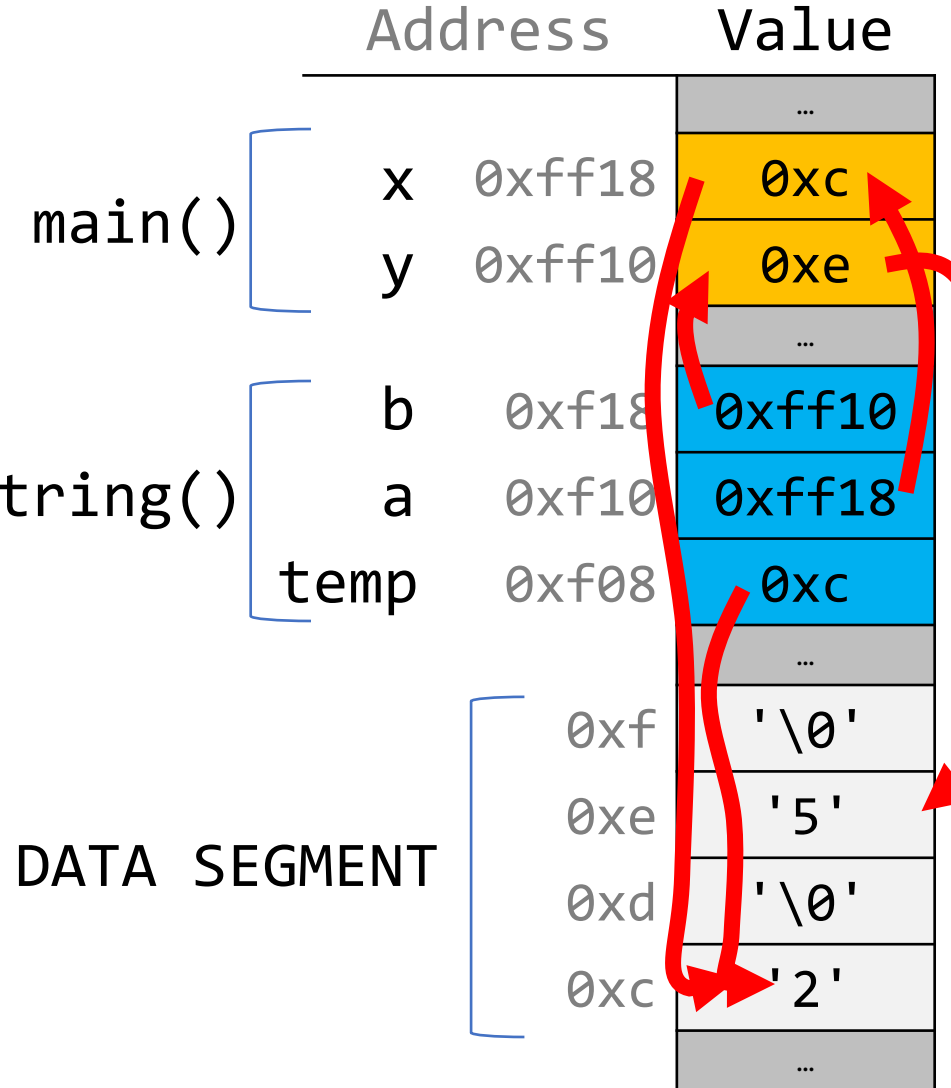 Address Value
…
x 0xff18 0xc
main()
y 0xff10 0xe
…
b 0xf18 0xff10
tring() a 0xf10 0xff18
temp 0xf08 0xc
…
0xf '\0'
0xe '5'
DATA SEGMENT
0xd '\0'
0xc '2'
…